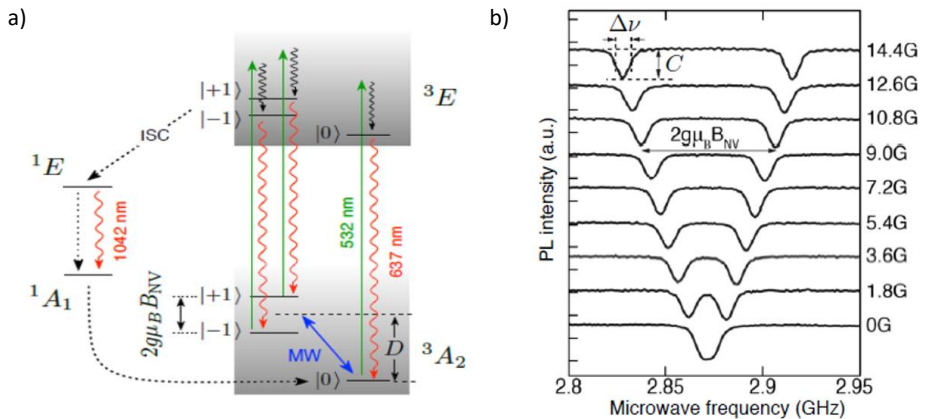 a)
|+1⟩
|−1⟩
³E
|0⟩
ISC
¹E
1042 nm
532 nm
637 nm
¹A₁
2gμ_B B_NV
|+1⟩
|−1⟩
MW
D
³A₂
|0⟩
b)
PL intensity (a.u.)
Δν
C
14.4G
12.6G
10.8G
2gμ_B B_NV
9.0G
7.2G
5.4G
3.6G
1.8G
0G
2.8 2.85 2.9 2.95
Microwave frequency (GHz)